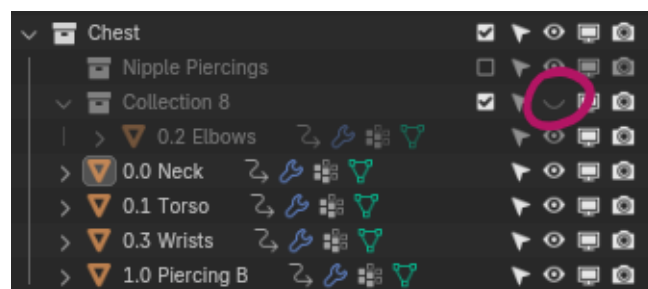 Chest
Nipple Piercings
Collection 8
0.2 Elbows
0.0 Neck
0.1 Torso
0.3 Wrists
1.0 Piercing B